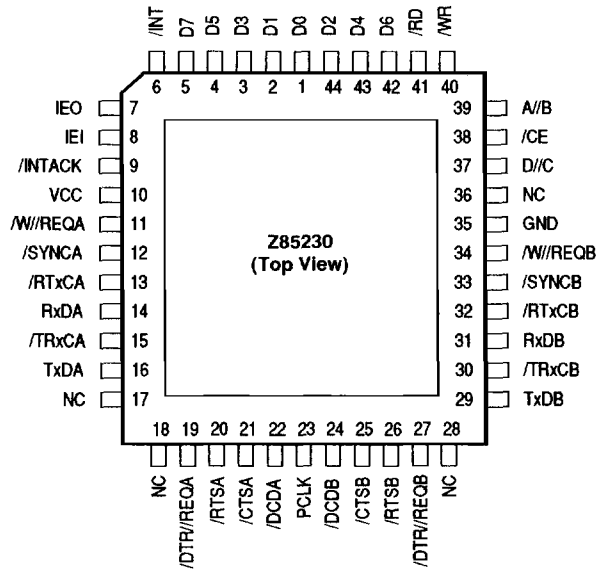 /INT D7 D5 D3 D1 D0 D2 D4 D6 /RD /WR
6 5 4 3 2 1 44 43 42 41 40
IEO 7 39 A//B
IEI 8 38 /CE
/INTACK 9 37 D//C
VCC 10 36 NC
/W//REQA 11 35 GND
/SYNCA 12 34 /W//REQB
/RTxCA 13 33 /SYNCB
RxDA 14 32 /RTxCB
/TRxCA 15 31 RxDB
TxDA 16 30 /TRxCB
NC 17 29 TxDB
Z85230
(Top View)
18 19 20 21 22 23 24 25 26 27 28
NC /DTR//REQA /RTSA /CTSA /DCDA PCLK /DCDB /CTSB /RTSB /DTR//REQB NC